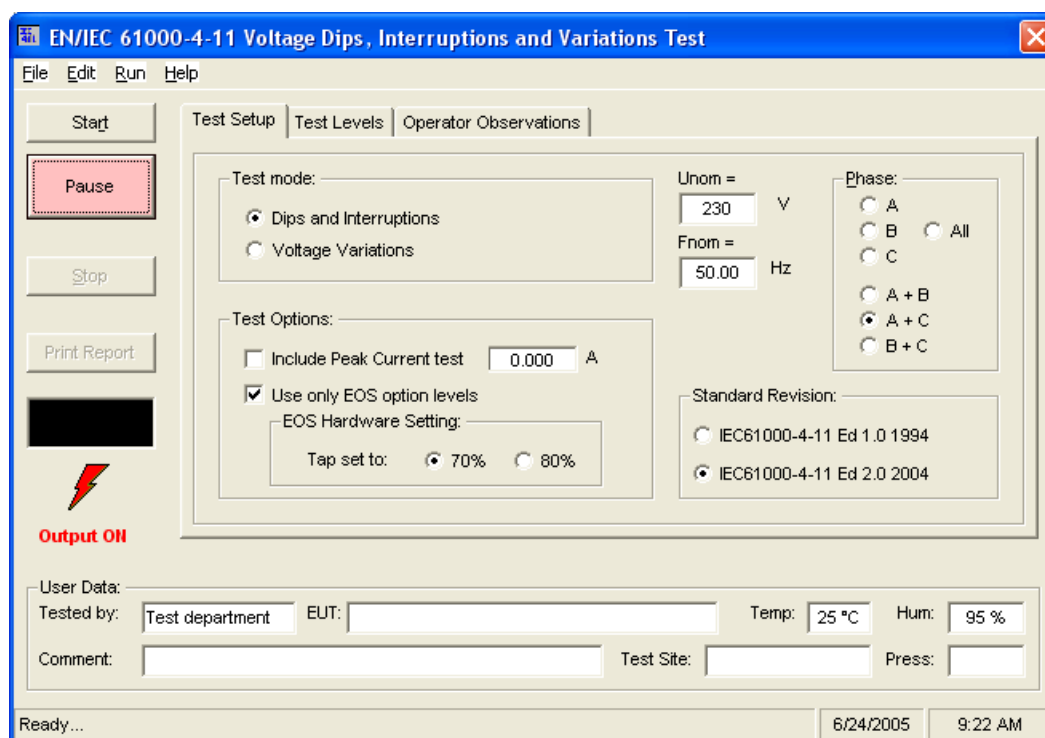 EN/IEC 61000-4-11 Voltage Dips, Interruptions and Variations Test
File Edit Run Help
Start
Pause
Stop
Print Report
Output ON
Test Setup Test Levels Operator Observations
Test mode:
Dips and Interruptions
Voltage Variations
Unom =
230 V
Fnom =
50.00 Hz
Phase:
A
B All
C
A + B
A + C
B + C
Test Options:
Include Peak Current test 0.000 A
Use only EOS option levels
EOS Hardware Setting:
Tap set to: 70% 80%
Standard Revision:
IEC61000-4-11 Ed 1.0 1994
IEC61000-4-11 Ed 2.0 2004
User Data:
Tested by: Test department EUT: Temp: 25 °C Hum: 95 %
Comment: Test Site: Press:
Ready... 6/24/2005 9:22 AM